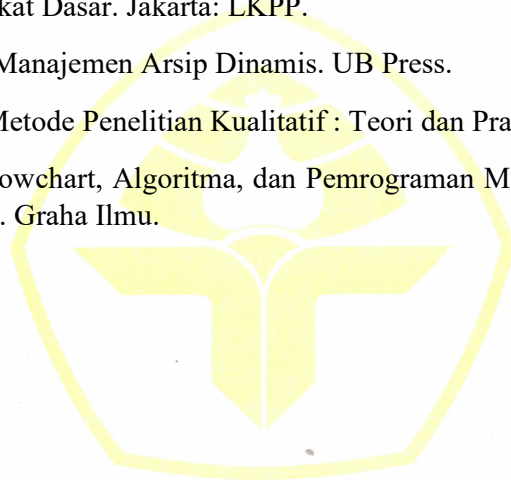 kat Dasar. Jakarta: LKPP.
Manajemen Arsip Dinamis. UB Press.
Metode Penelitian Kualitatif : Teori dan Pra
owchart, Algoritma, dan Pemrograman M
. Graha Ilmu.